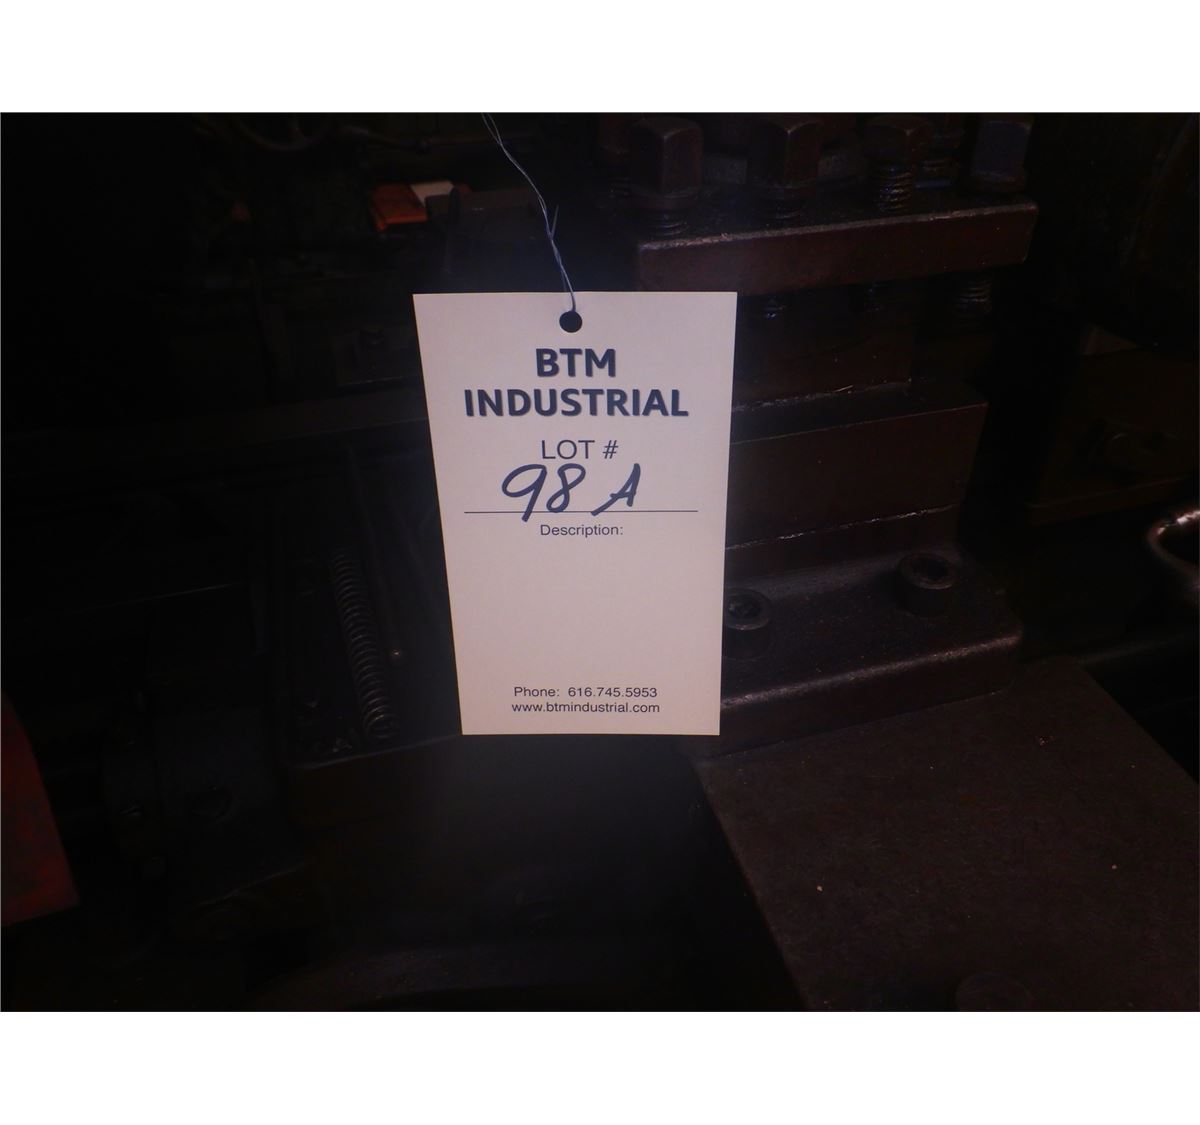 BTM
INDUSTRIAL
LOT #
98 A
Description:
Phone: 616.745.5953
www.btmindustrial.com